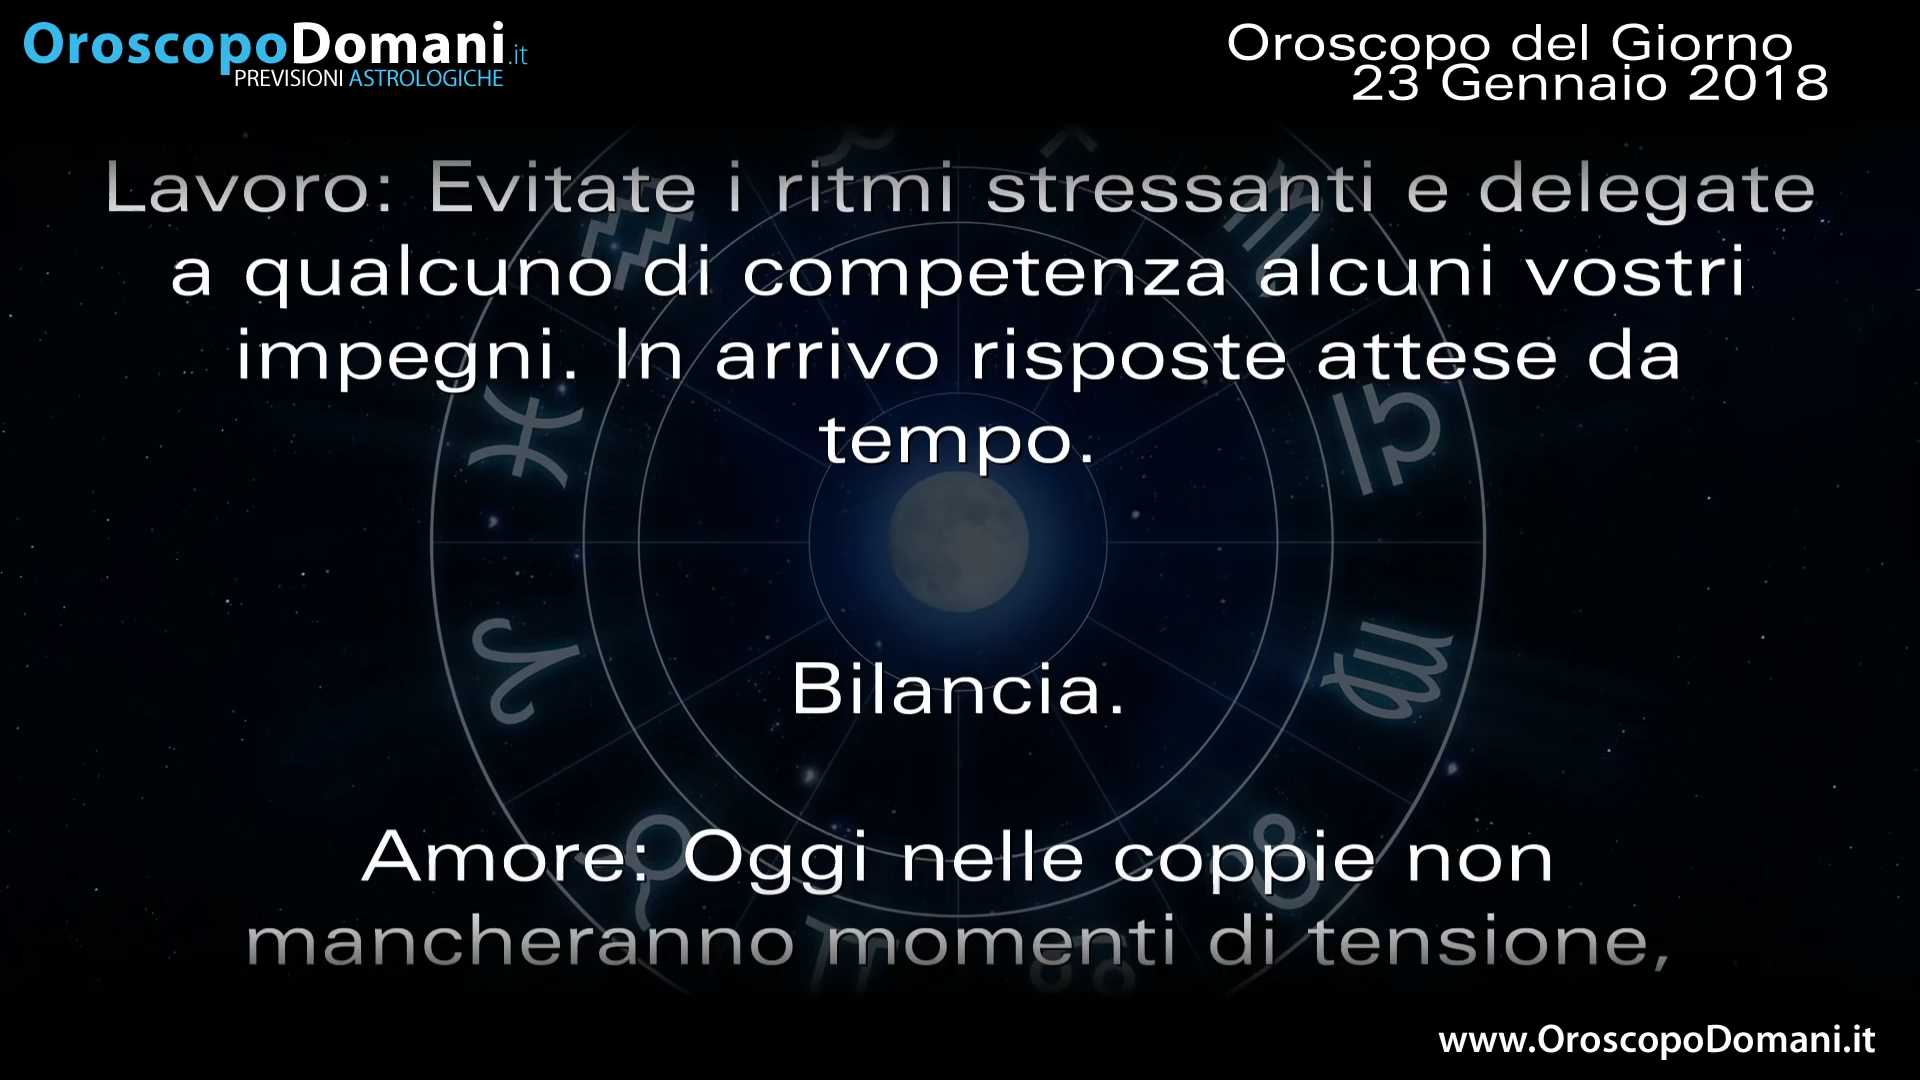 OroscopoDomani.it
PREVISIONI ASTROLOGICHE
Oroscopo del Giorno
23 Gennaio 2018
Lavoro: Evitate i ritmi stressanti e delegate
a qualcuno di competenza alcuni vostri
impegni. In arrivo risposte attese da
tempo.
Bilancia.
Amore: Oggi nelle coppie non
mancheranno momenti di tensione,
www.OroscopoDomani.it